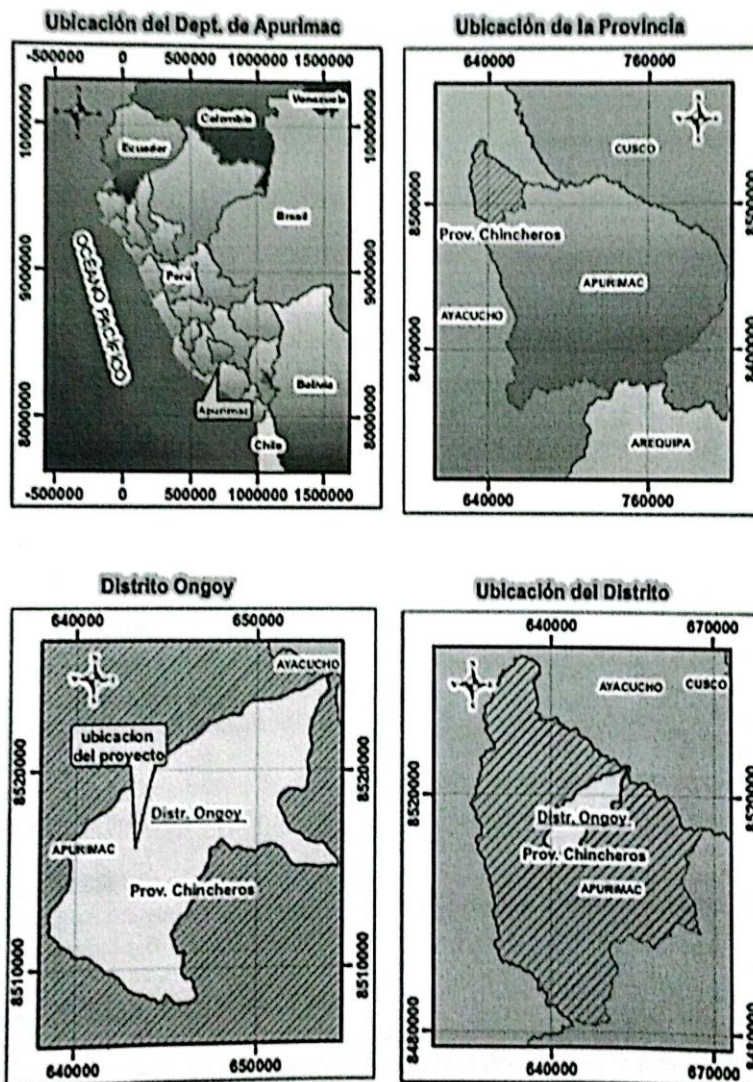 Ubicación del Dept. de Apurimac
-500000 0 500000 1000000 1500000
10000000 10000000
9000000 9000000
8000000 8000000
Venezuela
Colombia
Ecuador
Brasil
OCEANO PACÍFICO
Perú
Bolivia
Apurimac
Chile
-500000 0 500000 1000000 1500000
Ubicación de la Provincia
640000 760000
CUSCO
8500000 8500000
Prov. Chincheros
APURIMAC
AYACUCHO
8400000 8400000
AREQUIPA
640000 760000
Distrito Ongoy
640000 650000
AYACUCHO
ubicacion
del proyecto
8520000 8520000
Distr. Ongoy
APURIMAC
Prov. Chincheros
8510000 8510000
640000 650000
Ubicación del Distrito
640000 670000
AYACUCHO
CUSCO
8520000 8520000
Distr. Ongoy
Prov. Chincheros
APURIMAC
8480000 8480000
640000 670000